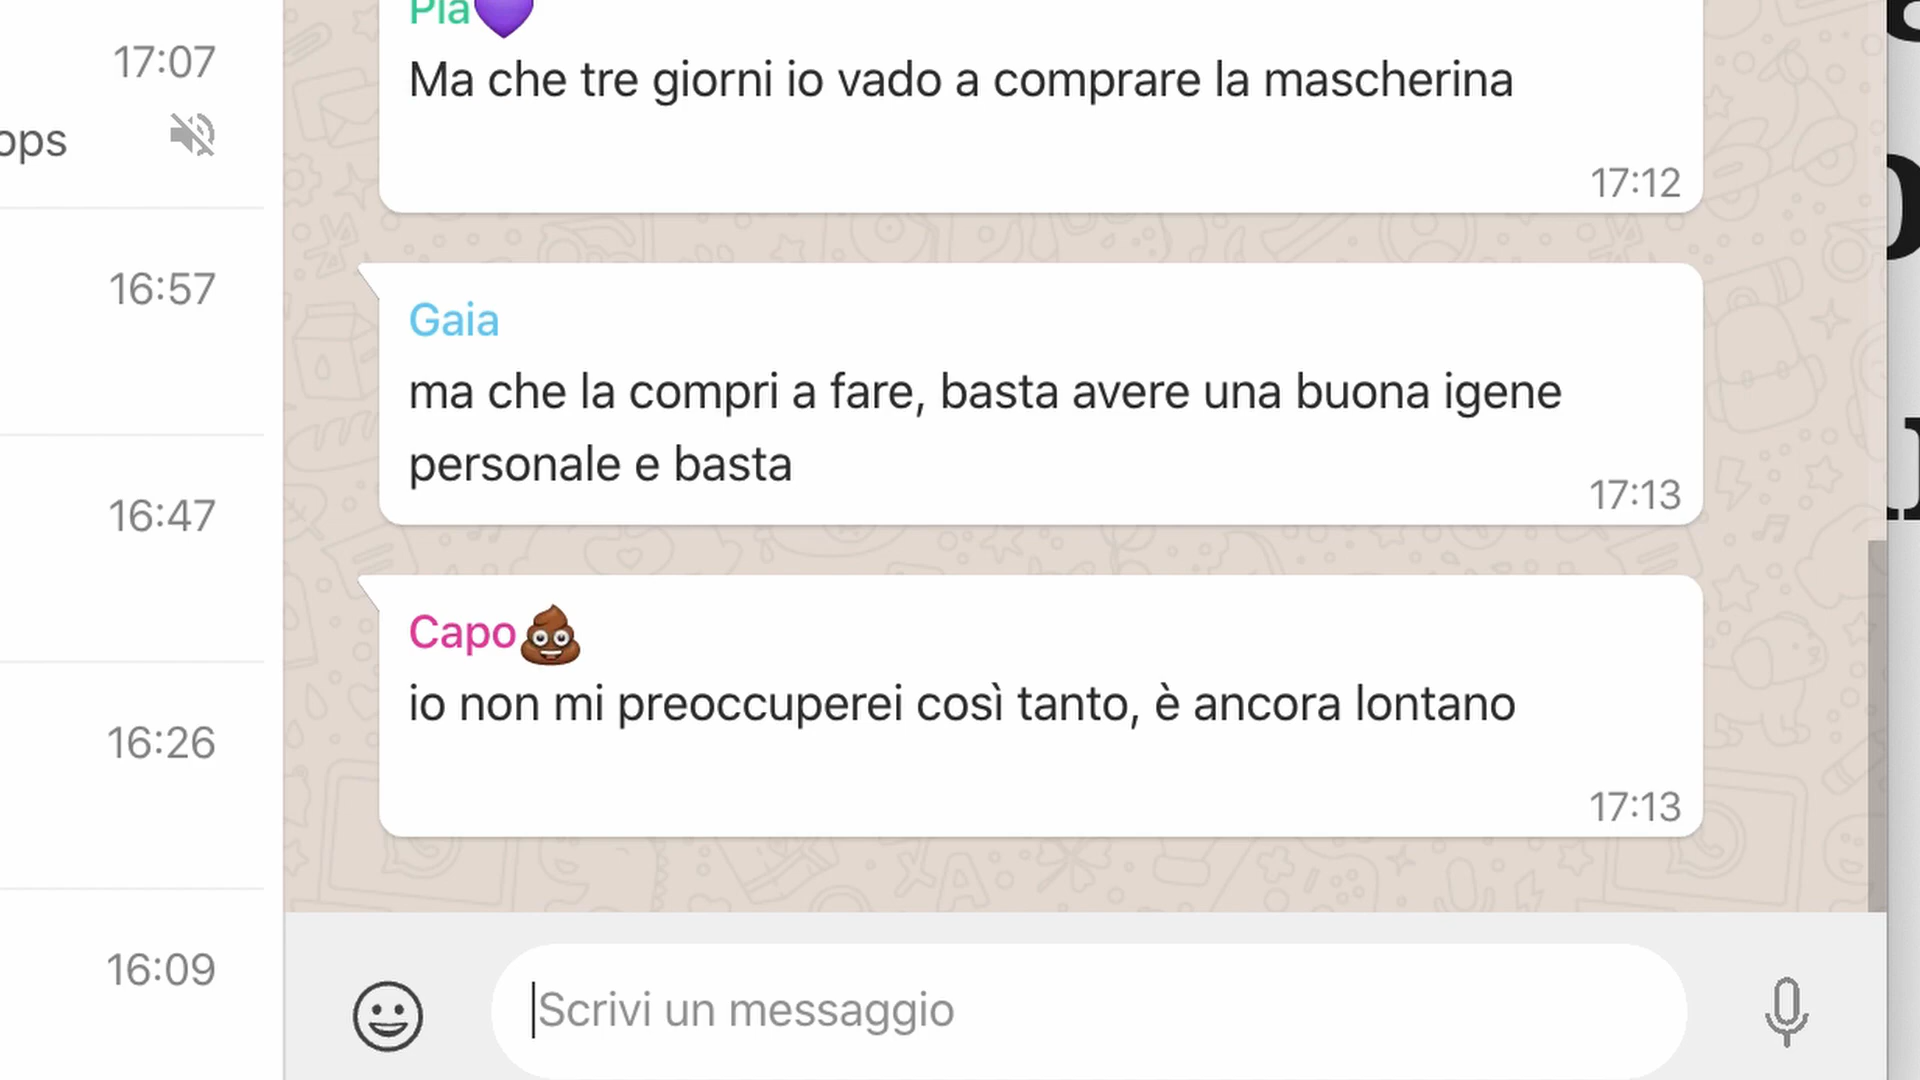 17:07
ops
16:57
16:47
16:26
16:09
Pia💜
Ma che tre giorni io vado a comprare la mascherina
17:12
Gaia
ma che la compri a fare, basta avere una buona igene
personale e basta
17:13
Capo💩
io non mi preoccuperei così tanto, è ancora lontano
17:13
Scrivi un messaggio